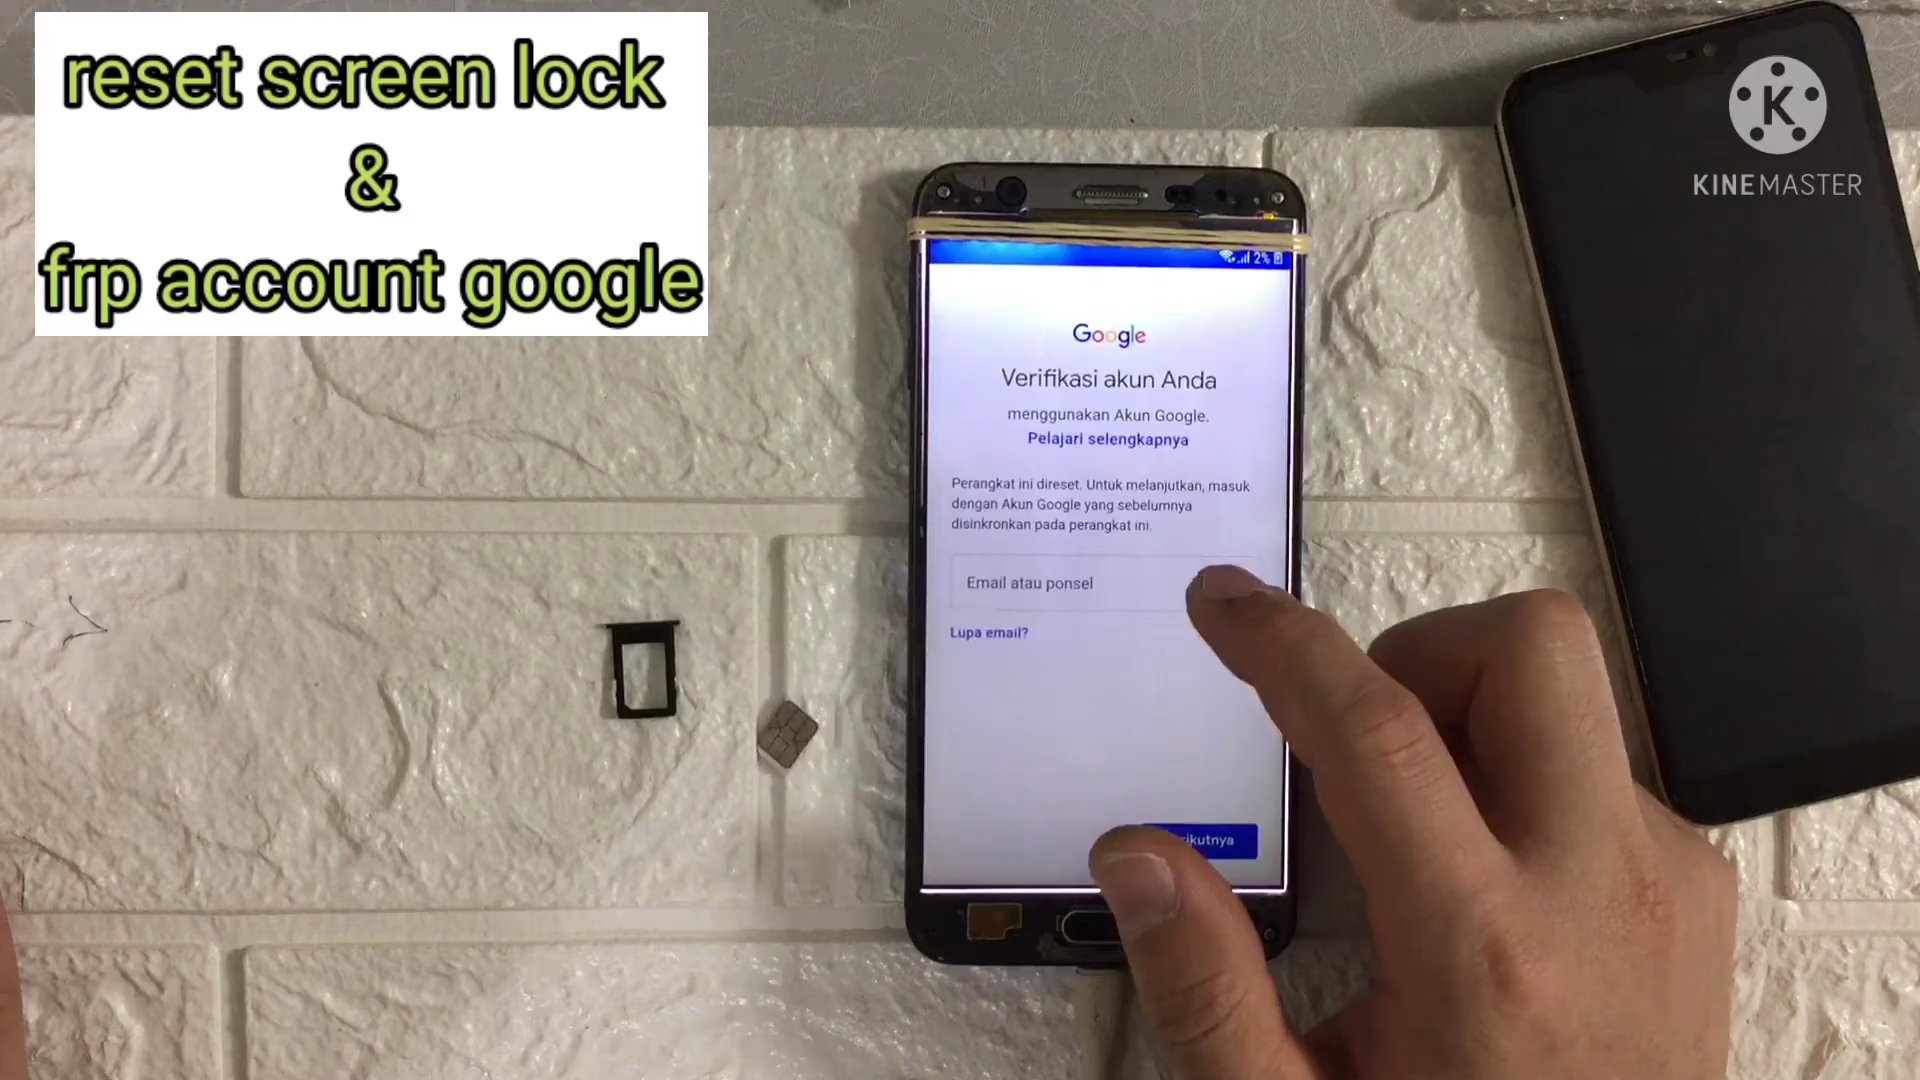 reset screen lock
&
frp account google
KINEMASTER
2%
Google
Verifikasi akun Anda
menggunakan Akun Google.
Pelajari selengkapnya
Perangkat ini direset. Untuk melanjutkan, masuk
dengan Akun Google yang sebelumnya
disinkronkan pada perangkat ini.
Email atau ponsel
Lupa email?